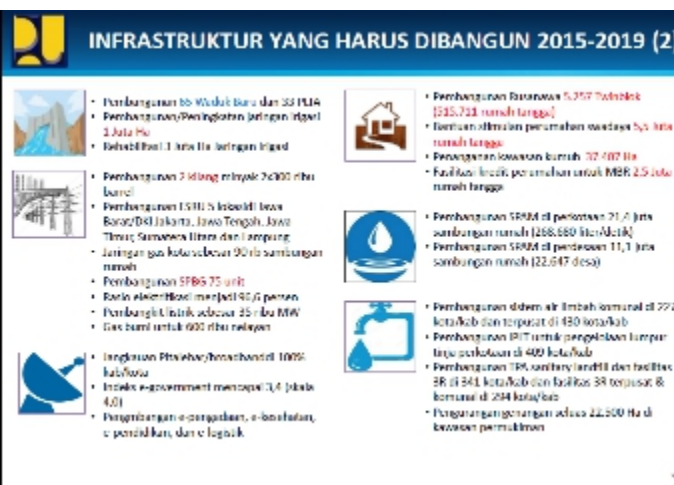 INFRASTRUKTUR YANG HARUS DIBANGUN 2015-2019 (2)
• Pembangunan 65 Waduk Baru dan 33 PLTA
• Pembangunan/Peningkatan jaringan irigasi
1 Juta Ha
• Rehabilitasi 3 Juta Ha jaringan irigasi
• Pembangunan 2 kilang minyak 2x300 ribu
barrel
• Pembangunan FSRU 5 lokasi di Jawa
Barat/DKI Jakarta, Jawa Tengah, Jawa
Timur, Sumatera Utara dan Lampung
• Jaringan gas kota sebesar sambungan
rumah
• Pembangunan SPBG 75 unit
• Rasio elektrifikasi menjadi 96,6 persen
• Pembangkit listrik sebesar 35 ribu MW
• Gas bumi untuk 600 ribu nelayan
• Jangkauan Pitalebar/broadband di 100%
kab/kota
• Indeks e-government mencapai 3,4 (skala
4,0)
• Pengembangan e-pengadaan, e-kesehatan,
e-pendidikan, dan e-logistik
• Pembangunan Rusunawa 5.257 Twinblok
(515.711 rumah tangga)
• Bantuan stimulan perumahan swadaya 5,5 Juta
rumah tangga
• Penanganan kawasan kumuh 37.407 Ha
• Fasilitasi kredit perumahan untuk MBR 2,5 Juta
rumah tangga
• Pembangunan SPAM di perkotaan 21,4 juta
sambungan rumah (268.680 liter/detik)
• Pembangunan SPAM di perdesaan 11,1 juta
sambungan rumah (22.647 desa)
• Pembangunan sistem air limbah komunal di 227
kota/kab dan terpusat di 430 kota/kab
• Pembangunan IPLT untuk pengelolaan lumpur
tinja perkotaan di 409 kota/kab
• Pembangunan TPA sanitary landfill dan fasilitas
3R di 341 kota/kab dan fasilitas 3R terpusat &
komunal di 294 kota/kab
• Pengurangan genangan seluas 22.500 Ha di
kawasan permukiman